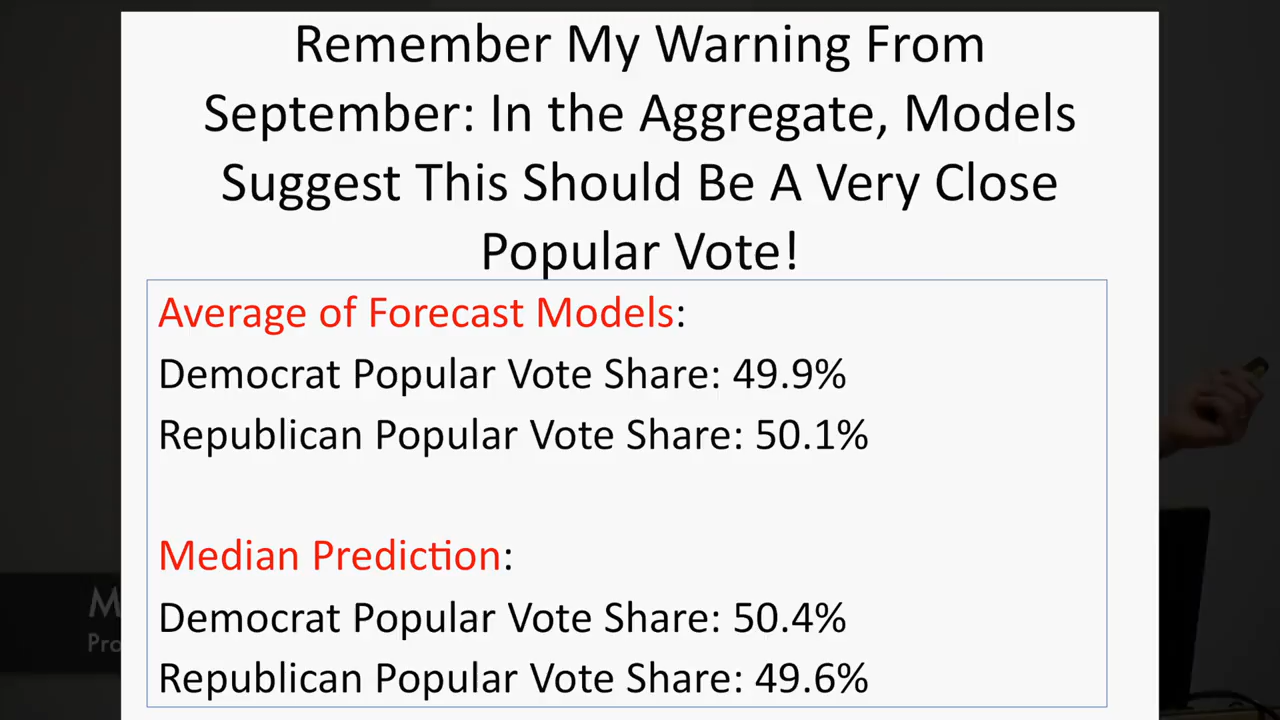 Remember My Warning From
September: In the Aggregate, Models
Suggest This Should Be A Very Close
Popular Vote!
Average of Forecast Models:
Democrat Popular Vote Share: 49.9%
Republican Popular Vote Share: 50.1%
Median Prediction:
Democrat Popular Vote Share: 50.4%
Republican Popular Vote Share: 49.6%